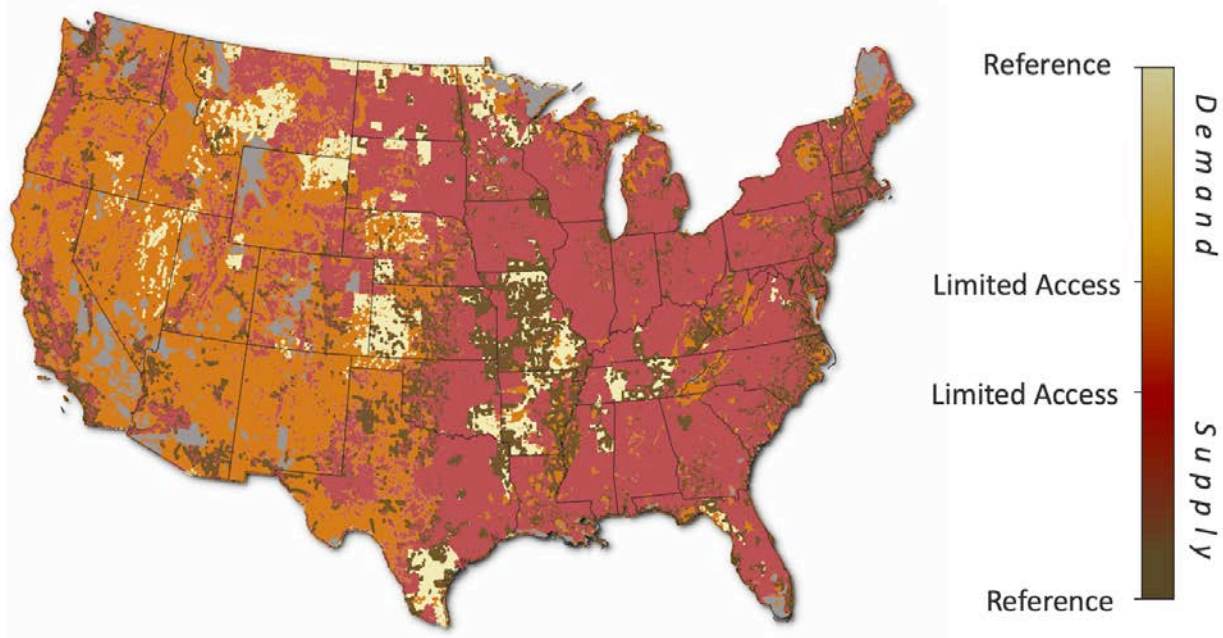 Reference
Demand
Limited Access
Limited Access
Supply
Reference